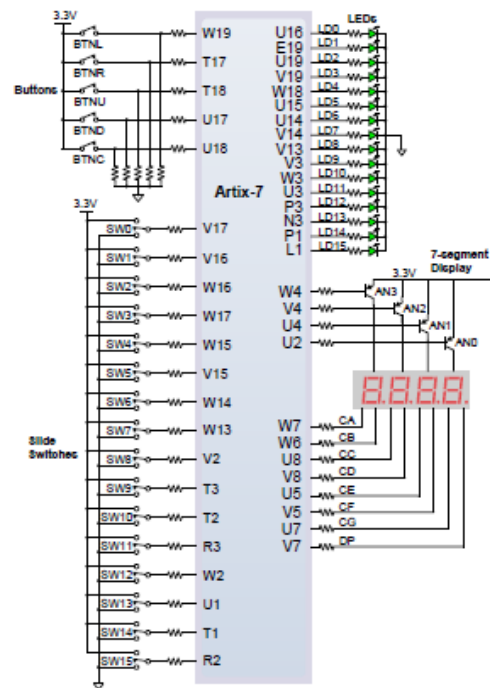 3.3V
BTNL
BTNR
BTNU
BTND
BTNC
Buttons
W19
T17
T18
U17
U18
Artix-7
3.3V
SW0
SW1
SW2
SW3
SW4
SW5
SW6
SW7
SW8
SW9
SW10
SW11
SW12
SW13
SW14
SW15
Slide
Switches
V17
V16
W16
W17
W15
V15
W14
W13
V2
T3
T2
R3
W2
U1
T1
R2
LEDs
U16 LD0
E19 LD1
U19 LD2
V19 LD3
W18 LD4
U15 LD5
U14 LD6
V14 LD7
V13 LD8
V3 LD9
W3 LD10
U3 LD11
P3 LD12
N3 LD13
P1 LD14
L1 LD15
7-segment
Display
3.3V
W4 AN3
V4 AN2
U4 AN1
U2 AN0
8.8.8.8.
W7 CA
W6 CB
U8 CC
V8 CD
U5 CE
V5 CF
U7 CG
V7 DP